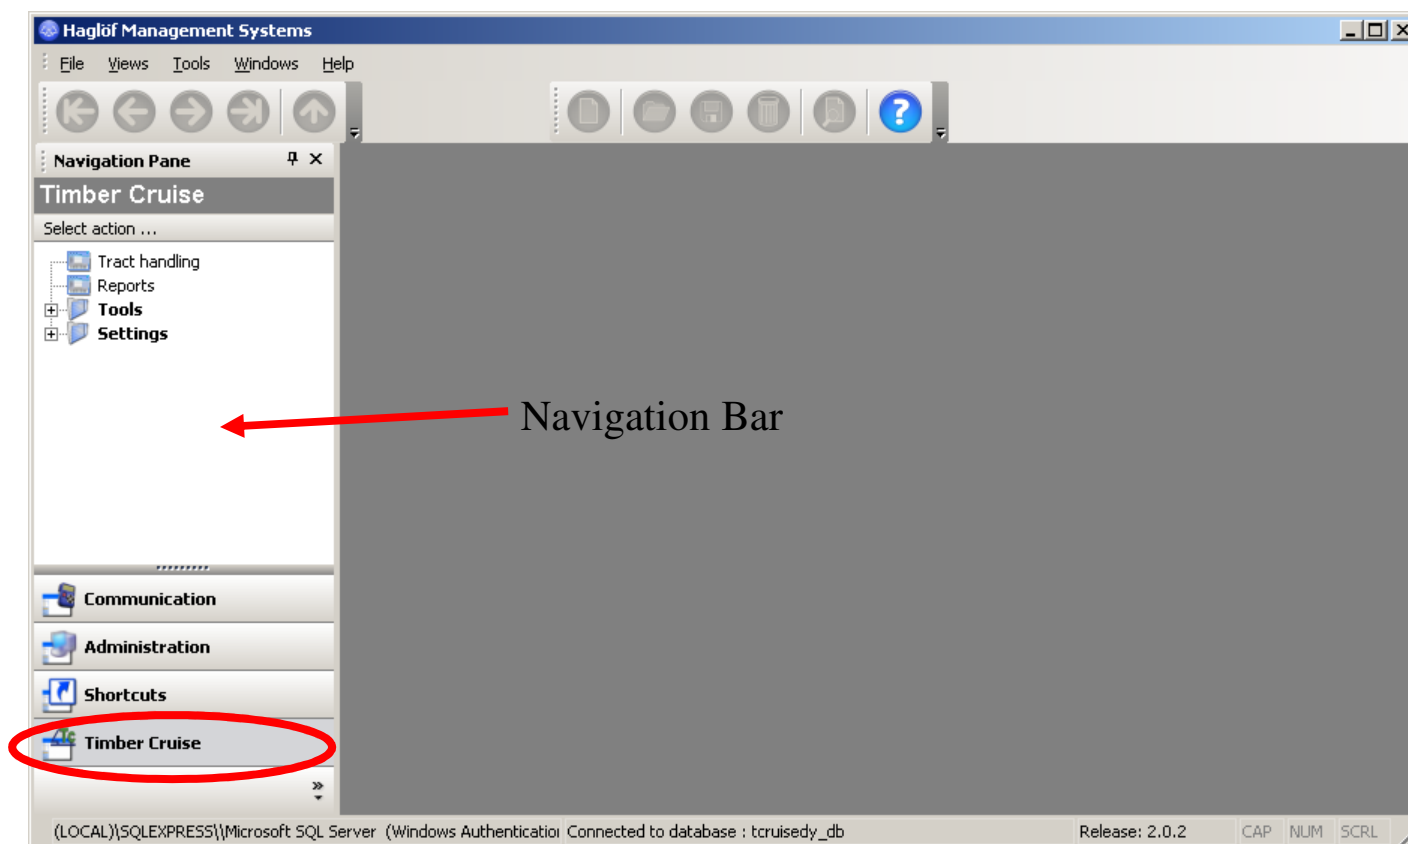 Haglöf Management Systems
File Views Tools Windows Help
Navigation Pane
Timber Cruise
Select action ...
Tract handling
Reports
Tools
Settings
Navigation Bar
Communication
Administration
Shortcuts
Timber Cruise
(LOCAL)\SQLEXPRESS\\Microsoft SQL Server (Windows Authentication Connected to database : tcruisedy_db Release: 2.0.2 CAP NUM SCRL